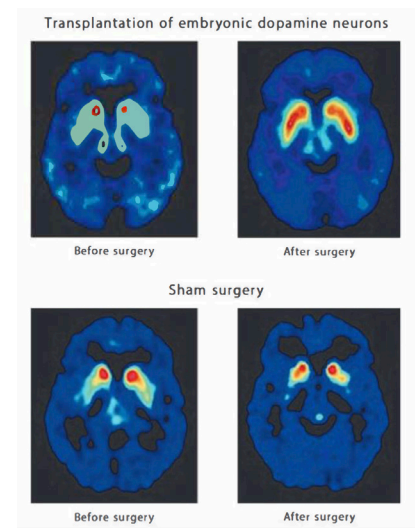 Transplantation of embryonic dopamine neurons
Before surgery
After surgery
Sham surgery
Before surgery
After surgery